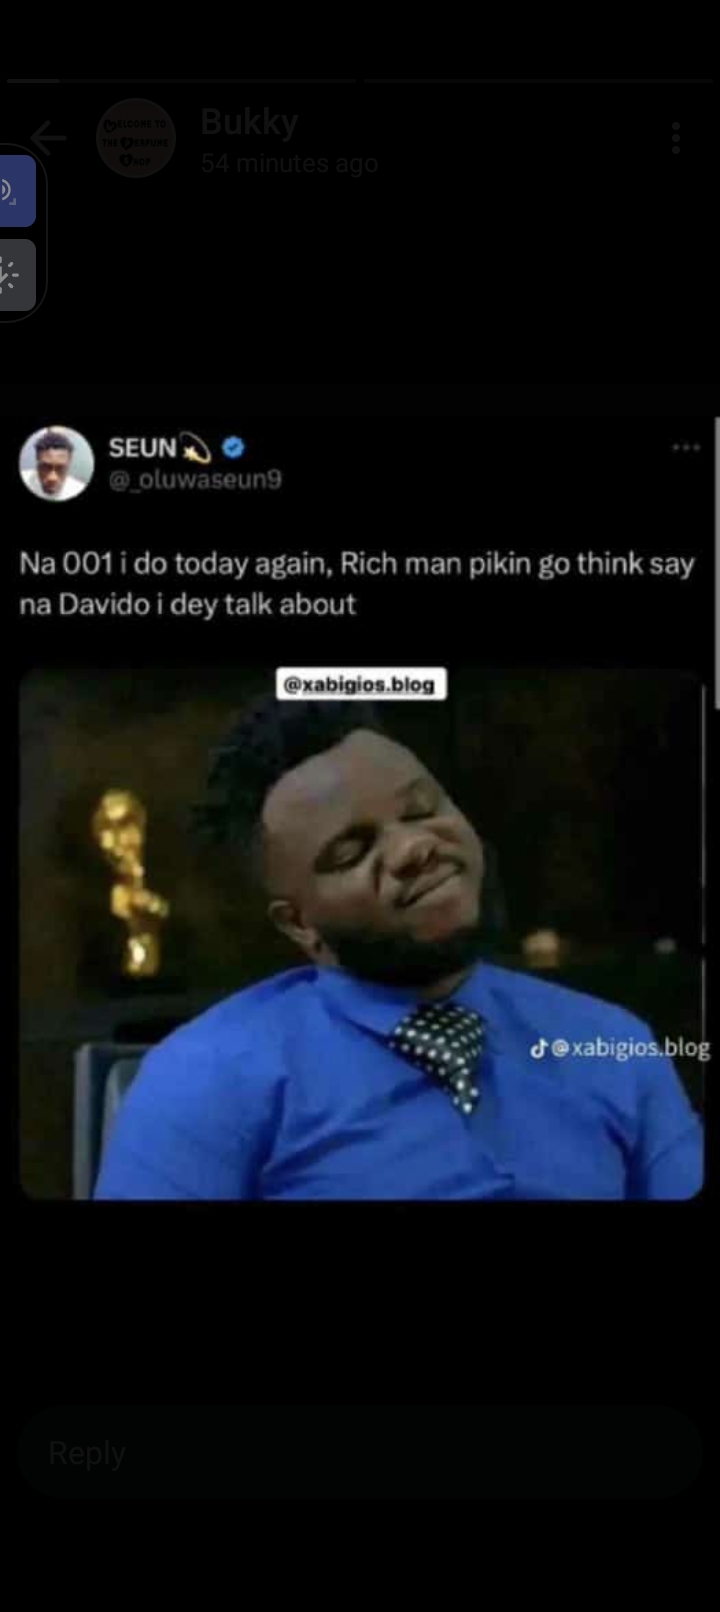 Bukky
54 minutes ago
WELCOME TO
THE PERFUME
SHOP
SEUN💫
@_oluwaseun9
Na 001 i do today again, Rich man pikin go think say
na Davido i dey talk about
@xabigios.blog
@xabigios.blog
Reply